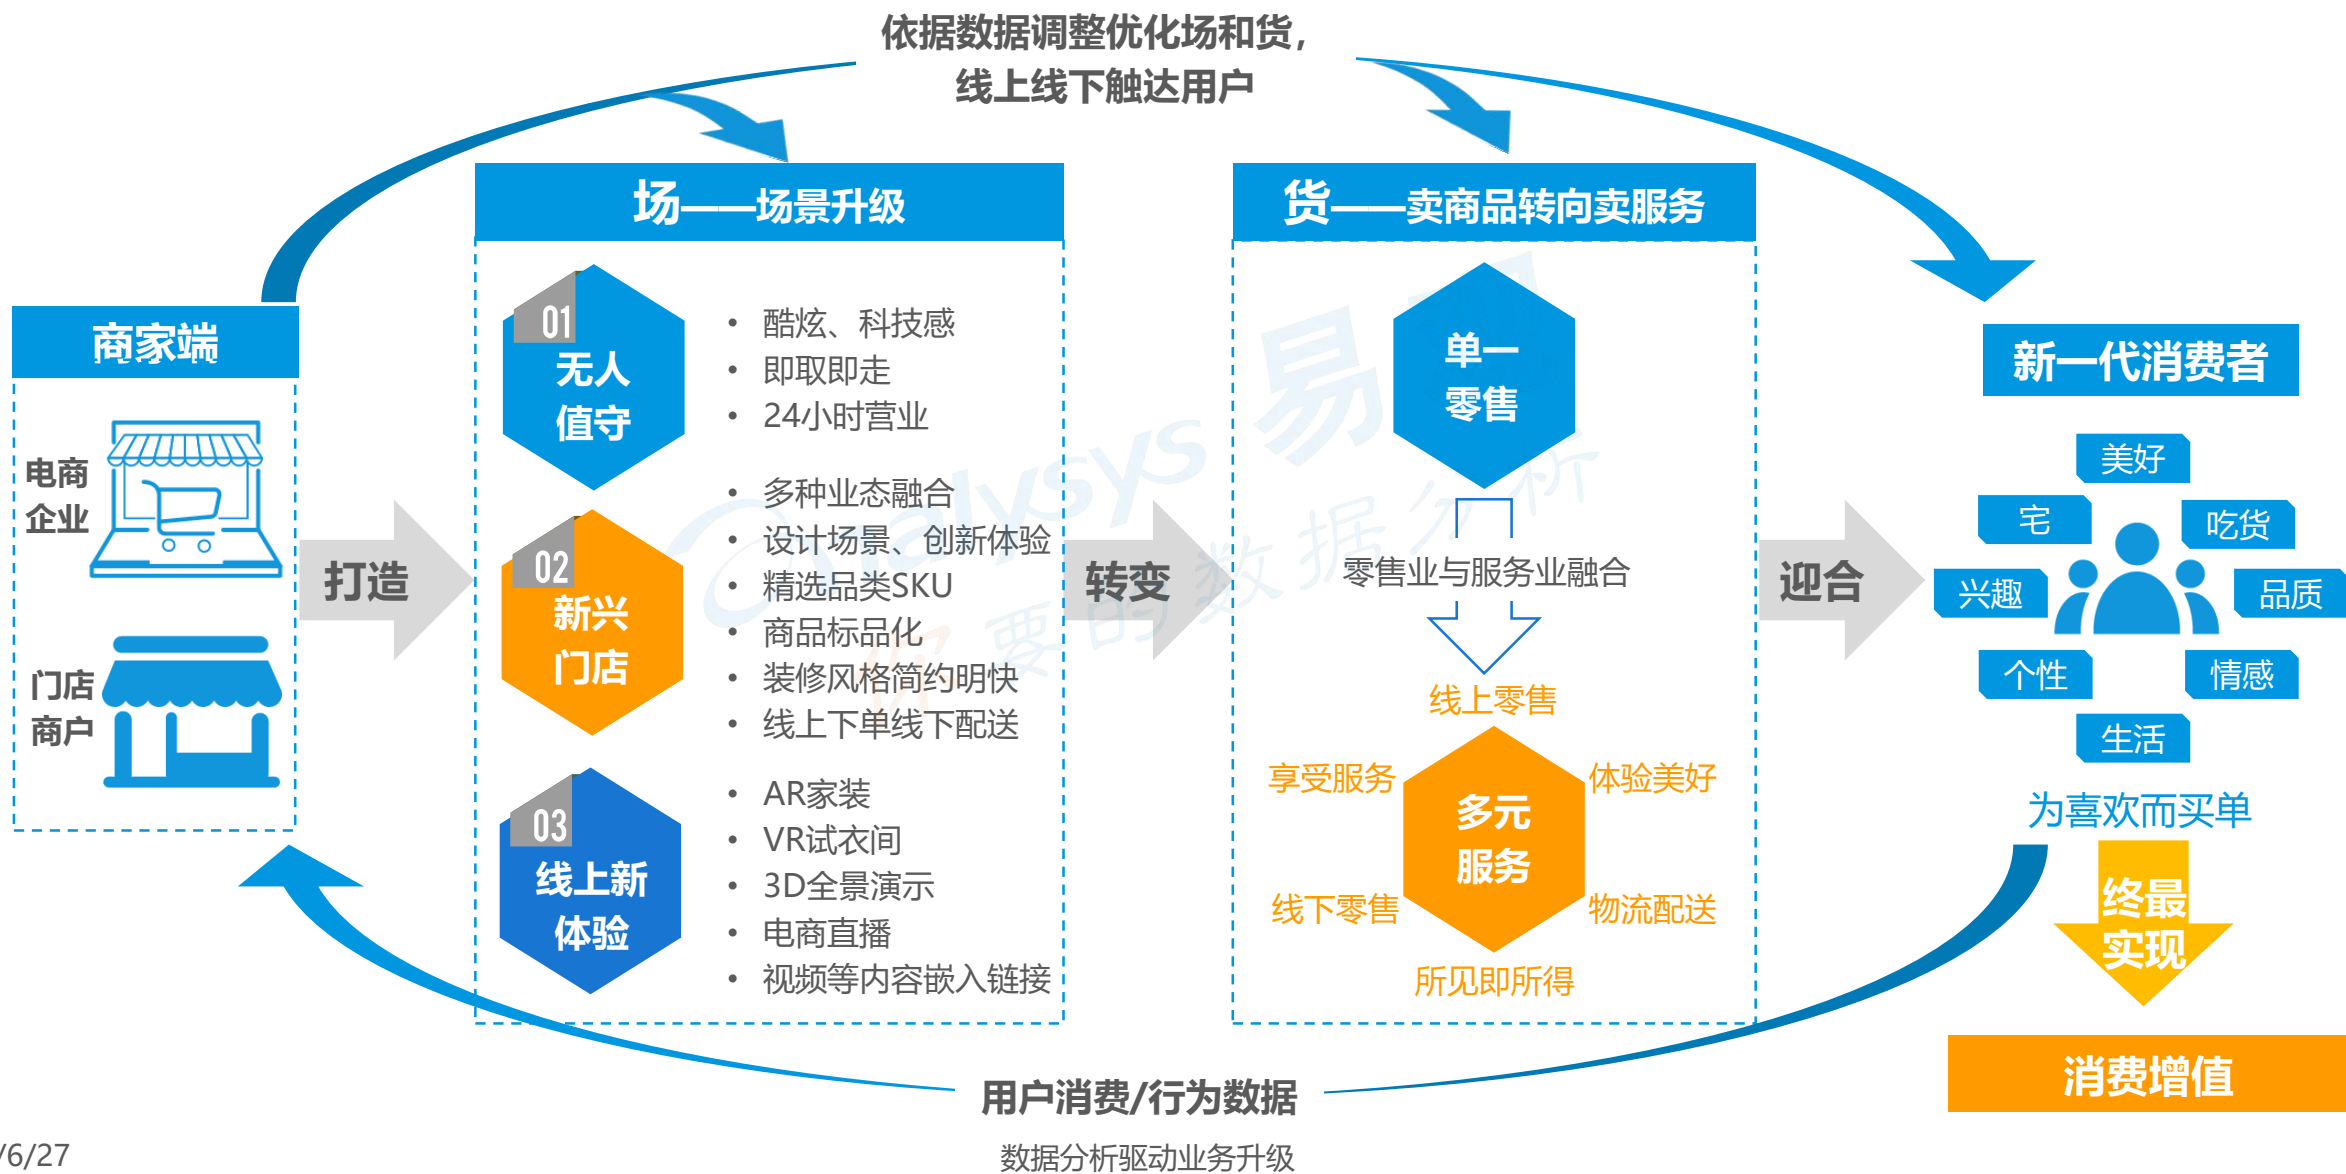 依据数据调整优化场和货，
线上线下触达用户
商家端
电商
企业
门店
商户
打造
场——场景升级
01
无人
值守
• 酷炫、科技感
• 即取即走
• 24小时营业
02
新兴
门店
• 多种业态融合
• 设计场景、创新体验
• 精选品类SKU
• 商品标品化
• 装修风格简约明快
• 线上下单线下配送
03
线上新
体验
• AR家装
• VR试衣间
• 3D全景演示
• 电商直播
• 视频等内容嵌入链接
转变
货——卖商品转向卖服务
单一
零售
零售业与服务业融合
线上零售
享受服务
体验美好
多元
服务
线下零售
物流配送
所见即所得
迎合
新一代消费者
美好
宅
吃货
兴趣
品质
个性
情感
生活
为喜欢而买单
终最
实现
消费增值
用户消费/行为数据
/6/27
数据分析驱动业务升级
nalysys 易
你要的数据分析